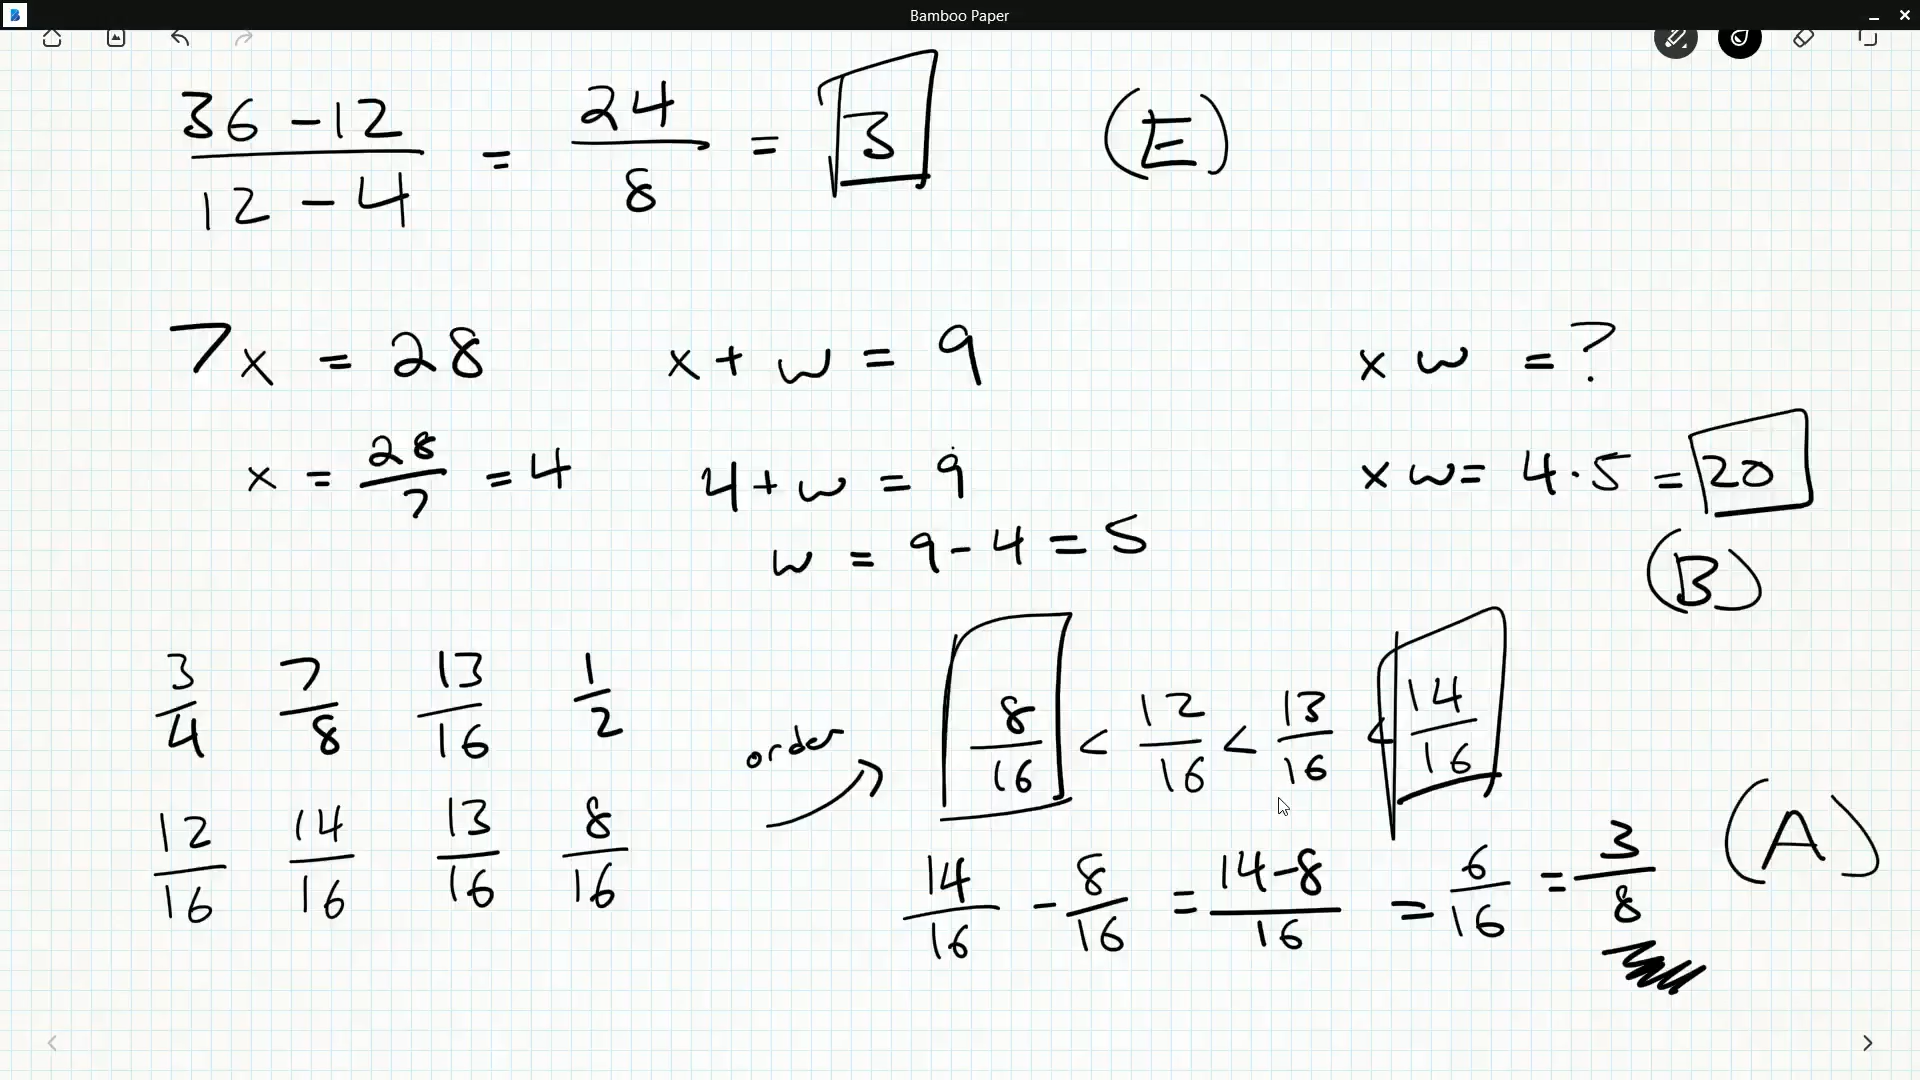 Bamboo Paper
36 - 12 / 12 - 4 = 24 / 8 = 3 (E)
7x = 28 x + w = 9 x w = ?
x = 28 / 7 = 4 4 + w = 9 x w = 4 · 5 = 20
w = 9 - 4 = 5 (B)
3/4 7/8 13/16 1/2
order 8/16 < 12/16 < 13/16 < 14/16
12/16 14/16 13/16 8/16
14/16 - 8/16 = 14-8 / 16 = 6/16 = 3/8 (A)